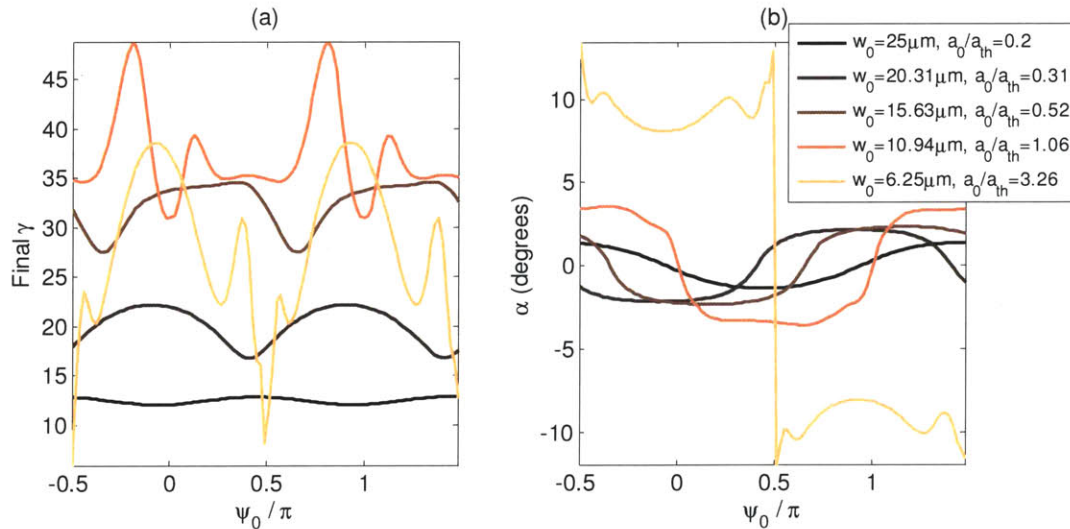 (a)
45
40
35
30
25
20
15
10
Final γ
-0.5
0
0.5
1
ψ0 / π
(b)
10
5
0
-5
-10
α (degrees)
-0.5
0
0.5
1
ψ0 / π
w0=25μm, a0/ath=0.2
w0=20.31μm, a0/ath=0.31
w0=15.63μm, a0/ath=0.52
w0=10.94μm, a0/ath=1.06
w0=6.25μm, a0/ath=3.26